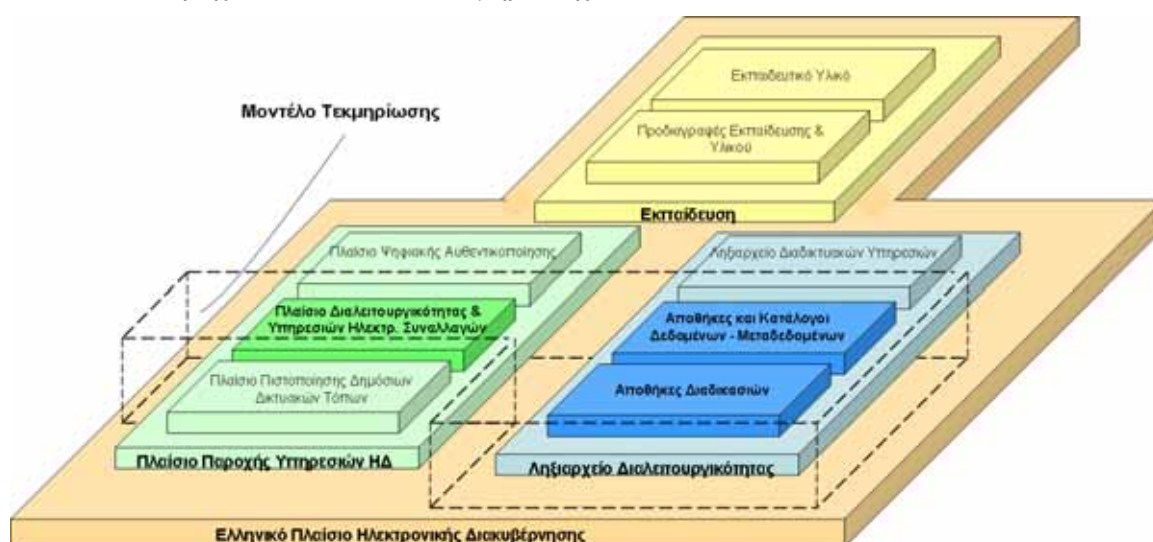 Εκπαιδευτικό Υλικό
Μοντέλο Τεκμηρίωσης
Προδιαγραφές Εκπαίδευσης &
Υλικού
Εκπαίδευση
Πλαίσιο Ψηφιακής Αυθεντικοποίησης
Ληξιαρχείο Διαδικτυακών Υπηρεσιών
Πλαίσιο Διαλειτουργικότητας &
Υπηρεσιών Ηλεκτρ. Συναλλαγών
Αποθήκες και Κατάλογοι
Δεδομένων - Μεταδεδομένων
Πλαίσιο Πιστοποίησης Δημόσιων
Δικτυακών Τόπων
Αποθήκες Διαδικασιών
Πλαίσιο Παροχής Υπηρεσιών ΗΔ
Ληξιαρχείο Διαλειτουργικότητας
Ελληνικό Πλαίσιο Ηλεκτρονικής Διακυβέρνησης